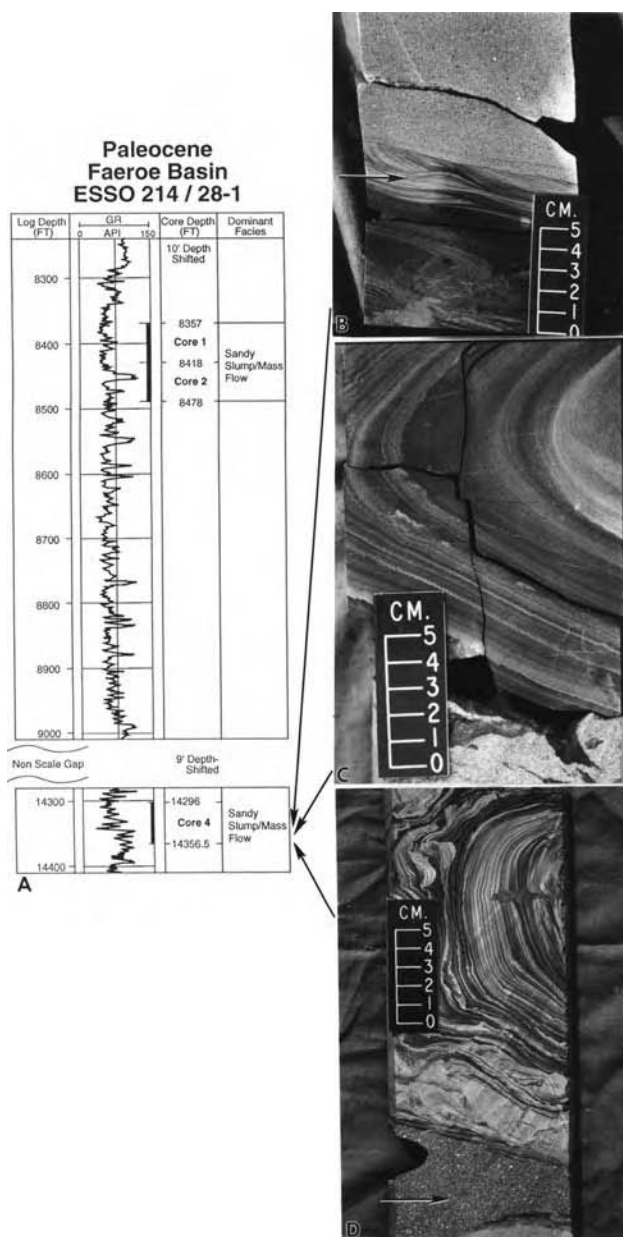 Paleocene
Faeroe Basin
ESSO 214 / 28-1
Log Depth (FT)
GR
API
0
150
Core Depth (FT)
Dominant Facies
10' Depth Shifted
8300
8357
8400
Core 1
8418
Core 2
Sandy Slump/Mass Flow
8478
8500
8600
8700
8800
8900
9000
Non Scale Gap
9' Depth-Shifted
14300
14296
Core 4
14356.5
Sandy Slump/Mass Flow
14400
A
CM.
5
4
3
2
1
0
B
CM.
5
4
3
2
1
0
C
CM.
5
4
3
2
1
0
D